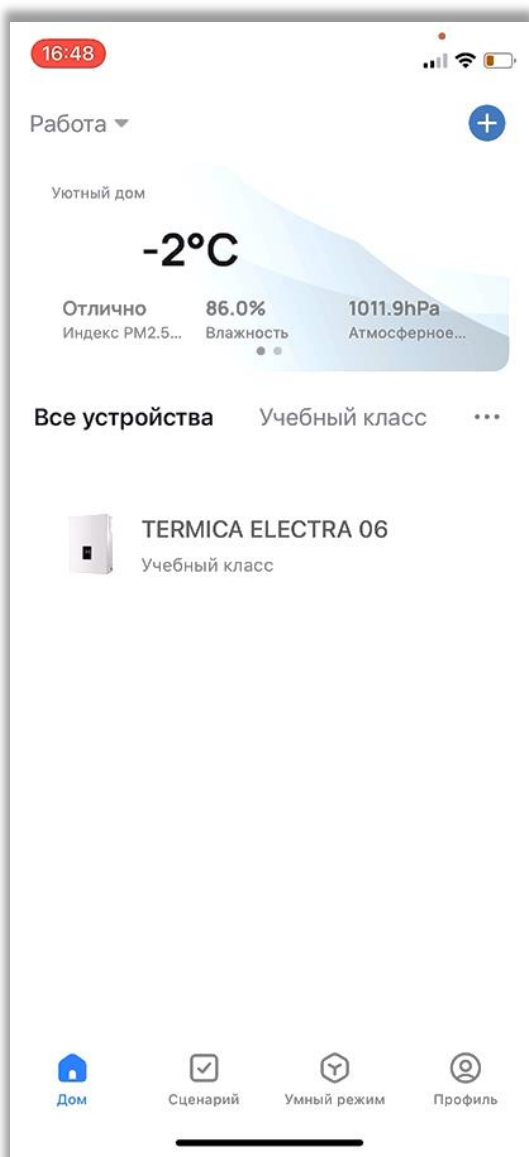 16:48
Работа
Уютный дом
-2°C
Отлично 86.0% 1011.9hPa
Индекс PM2.5... Влажность Атмосферное...
Все устройства Учебный класс ...
TERMICA ELECTRA 06
Учебный класс
Дом Сценарий Умный режим Профиль